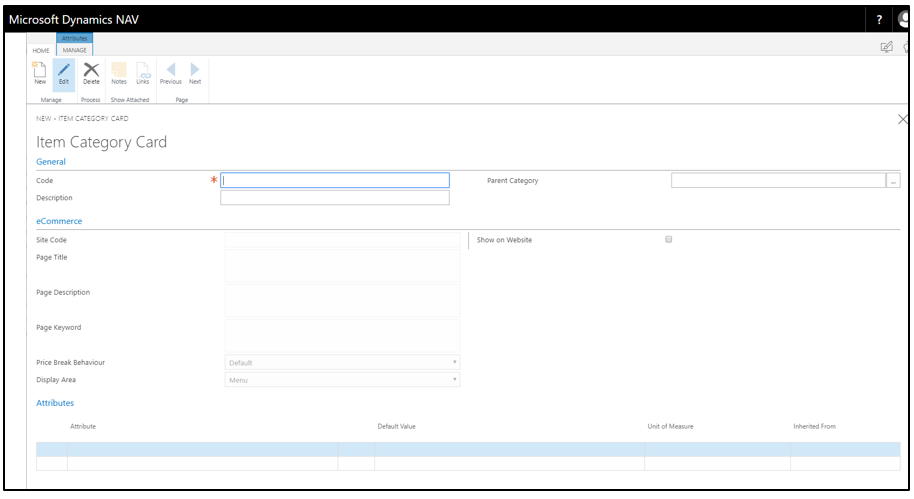 Microsoft Dynamics NAV ?
Attributes
HOME MANAGE
New Edit Delete Notes Links Previous Next
Manage Process Show Attached Page
NEW - ITEM CATEGORY CARD
Item Category Card
General
Code * Parent Category ...
Description
eCommerce
Site Code Show on Website
Page Title
Page Description
Page Keyword
Price Break Behaviour Default
Display Area Menu
Attributes
Attribute Default Value Unit of Measure Inherited From